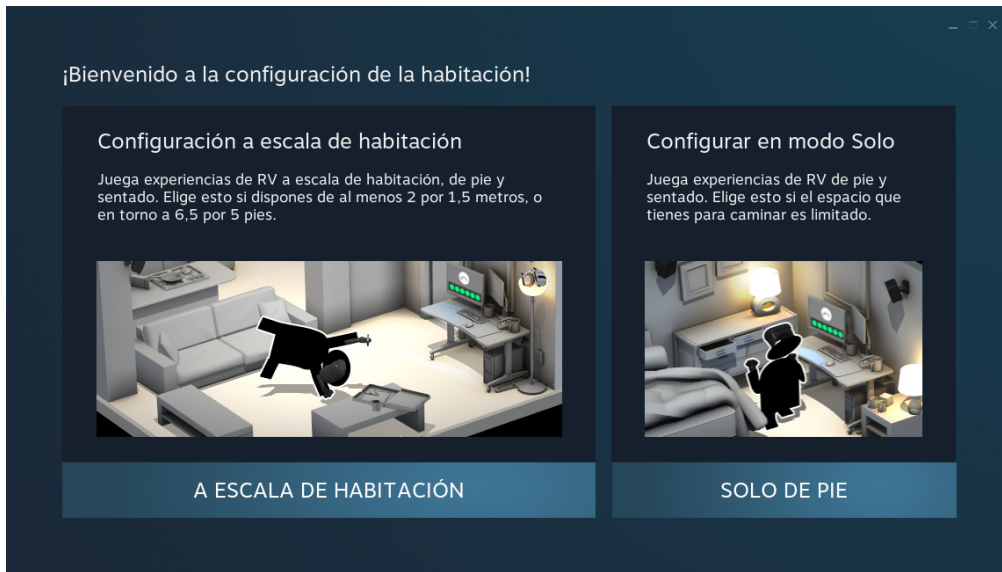 ¡Bienvenido a la configuración de la habitación!
Configuración a escala de habitación
Juega experiencias de RV a escala de habitación, de pie y
sentado. Elige esto si dispones de al menos 2 por 1,5 metros, o
en torno a 6,5 por 5 pies.
A ESCALA DE HABITACIÓN
Configurar en modo Solo
Juega experiencias de RV de pie y
sentado. Elige esto si el espacio que
tienes para caminar es limitado.
SOLO DE PIE